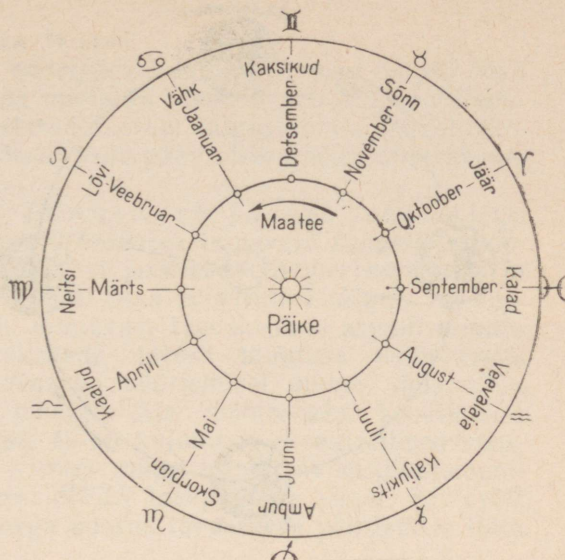 ♊
Kaksikud
Detsember
♉
Sõnn
November
♈
Jäär
Oktoober
♓
Kalad
September
♒
Veevalaja
August
♑
Kaljukits
Juuli
♐
Ambur
Juuni
♏
Skorpion
Mai
♎
Kaalud
Aprill
♍
Neitsi
Märts
♌
Lõvi
Veebruar
♋
Vähk
Jaanuar
Maatee
Päike